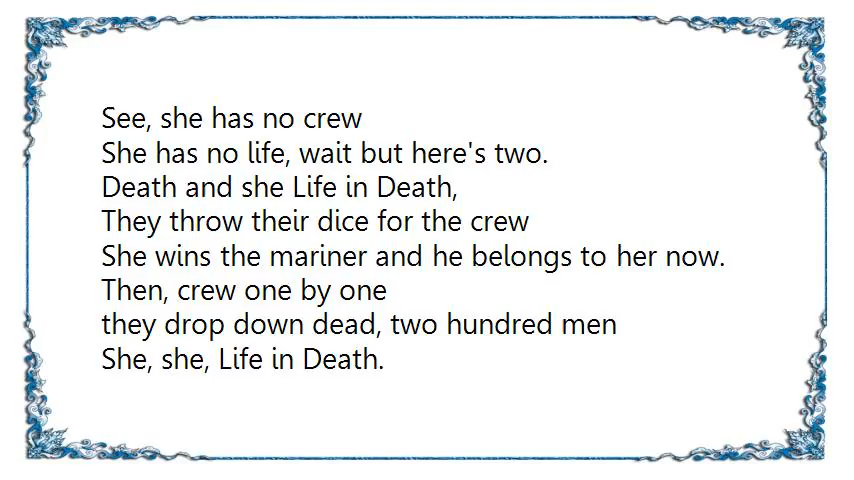 See, she has no crew
She has no life, wait but here's two.
Death and she Life in Death,
They throw their dice for the crew
She wins the mariner and he belongs to her now.
Then, crew one by one
they drop down dead, two hundred men
She, she, Life in Death.